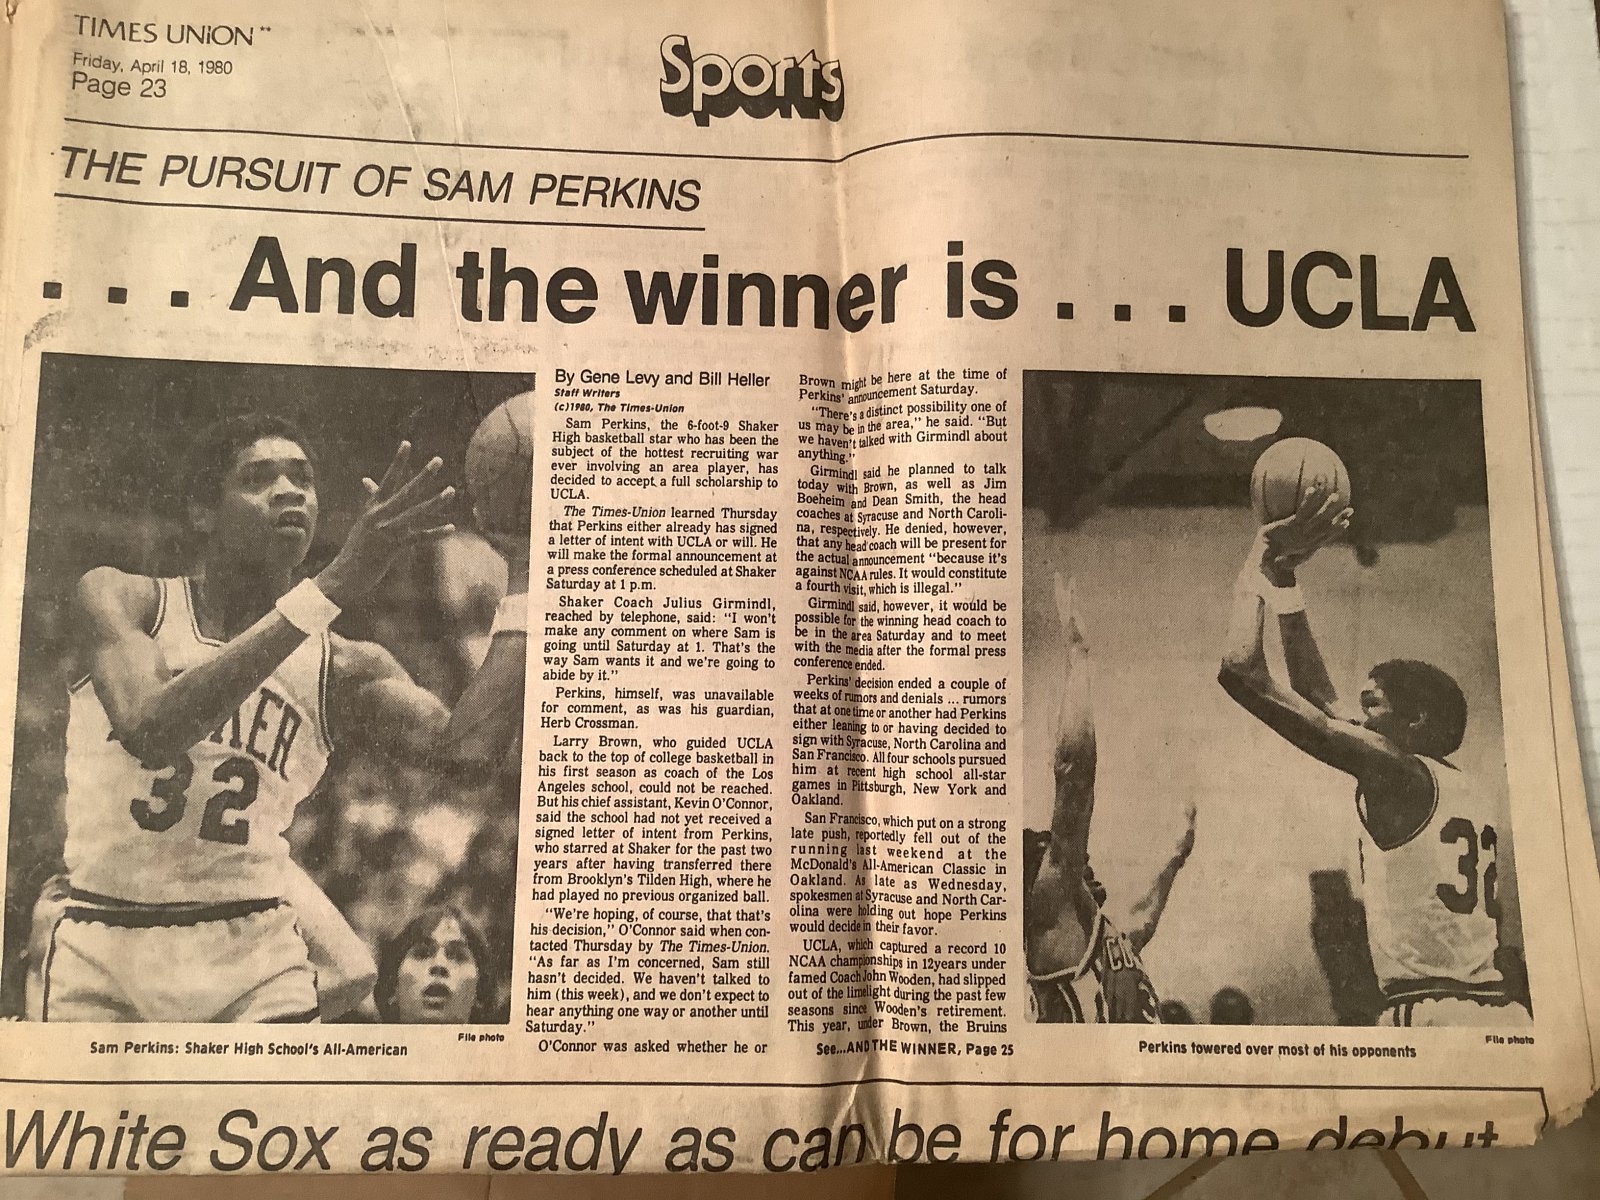 TIMES UNION**
Friday, April 18, 1980
Page 23
Sports
THE PURSUIT OF SAM PERKINS
. . . And the winner is . . . UCLA
By Gene Levy and Bill Heller
Staff Writers
(c)1980, The Times-Union
Sam Perkins, the 6-foot-9 Shaker
High basketball star who has been the
subject of the hottest recruiting war
ever involving an area player, has
decided to accept a full scholarship to
UCLA.
The Times-Union learned Thursday
that Perkins either already has signed
a letter of intent with UCLA or will. He
will make the formal announcement at
a press conference scheduled at Shaker
Saturday at 1 p.m.
Shaker Coach Julius Girmindl,
reached by telephone, said: "I won't
make any comment on where Sam is
going until Saturday at 1. That's the
way Sam wants it and we're going to
abide by it."
Perkins, himself, was unavailable
for comment, as was his guardian,
Herb Crossman.
Larry Brown, who guided UCLA
back to the top of college basketball in
his first season as coach of the Los
Angeles school, could not be reached.
But his chief assistant, Kevin O'Connor,
said the school had not yet received a
signed letter of intent from Perkins,
who starred at Shaker for the past two
years after having transferred there
from Brooklyn's Tilden High, where he
had played no previous organized ball.
"We're hoping, of course, that that's
his decision," O'Connor said when con-
tacted Thursday by The Times-Union.
"As far as I'm concerned, Sam still
hasn't decided. We haven't talked to
him (this week), and we don't expect to
hear anything one way or another until
Saturday."
O'Connor was asked whether he or
Brown might be here at the time of
Perkins' announcement Saturday.
"There's a distinct possibility one of
us may be in the area," he said. "But
we haven't talked with Girmindl about
anything."
Girmindl said he planned to talk
today with Brown, as well as Jim
Boeheim and Dean Smith, the head
coaches at Syracuse and North Caroli-
na, respectively. He denied, however,
that any head coach will be present for
the actual announcement "because it's
against NCAA rules. It would constitute
a fourth visit, which is illegal."
Girmindl said, however, it would be
possible for the winning head coach to
be in the area Saturday and to meet
with the media after the formal press
conference ended.
Perkins' decision ended a couple of
weeks of rumors and denials ... rumors
that at one time or another had Perkins
either leaning to or having decided to
sign with Syracuse, North Carolina and
San Francisco. All four schools pursued
him at recent high school all-star
games in Pittsburgh, New York and
Oakland.
San Francisco, which put on a strong
late push, reportedly fell out of the
running last weekend at the
McDonald's All-American Classic in
Oakland. As late as Wednesday,
spokesmen at Syracuse and North Car-
olina were holding out hope Perkins
would decide in their favor.
UCLA, which captured a record 10
NCAA championships in 12years under
famed Coach John Wooden, had slipped
out of the limelight during the past few
seasons since Wooden's retirement.
This year, under Brown, the Bruins
See...AND THE WINNER, Page 25
KER
32
File photo
Sam Perkins: Shaker High School's All-American
32
CO
File photo
Perkins towered over most of his opponents
White Sox as ready as can be for home debut